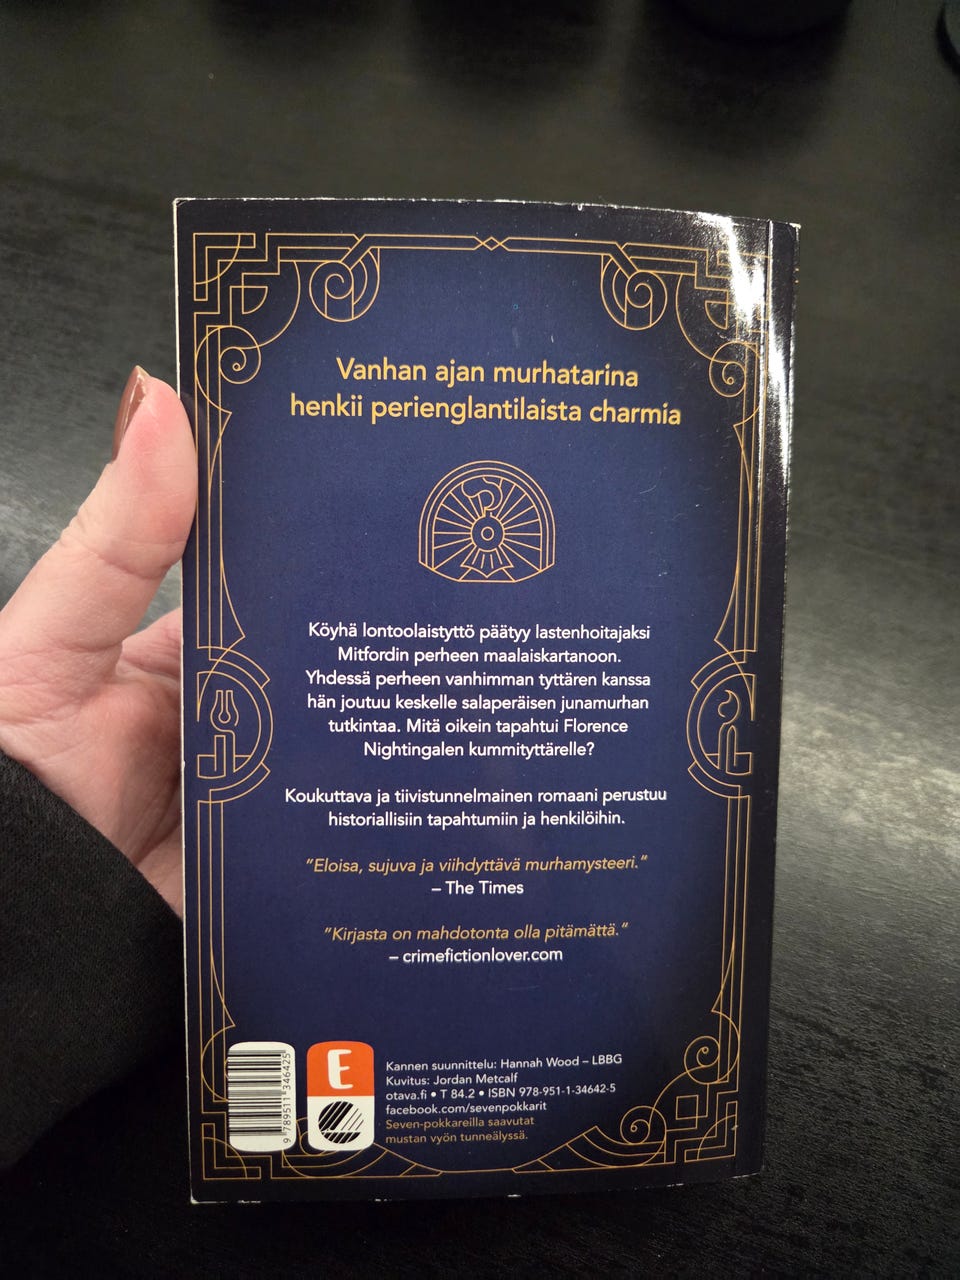 Vanhan ajan murhatarina
henkii perienglantilaista charmia
Köyhä lontoolaistyttö päätyy lastenhoitajaksi
Mitfordin perheen maalaiskartanoon.
Yhdessä perheen vanhimman tyttären kanssa
hän joutuu keskelle salaperäisen junamurhan
tutkintaa. Mitä oikein tapahtui Florence
Nightingalen kummityttärelle?
Koukuttava ja tiivistunnelmainen romaani perustuu
historiallisiin tapahtumiin ja henkilöihin.
”Eloisa, sujuva ja viihdyttävä murhamysteeri.”
– The Times
”Kirjasta on mahdotonta olla pitämättä.”
– crimefictionlover.com
9 789511 346425
E
Kannen suunnittelu: Hannah Wood – LBBG
Kuvitus: Jordan Metcalf
otava.fi • T 84.2 • ISBN 978-951-1-34642-5
facebook.com/sevenpokkarit
Seven-pokkareilla saavutat
mustan vyön tunneälyssä.